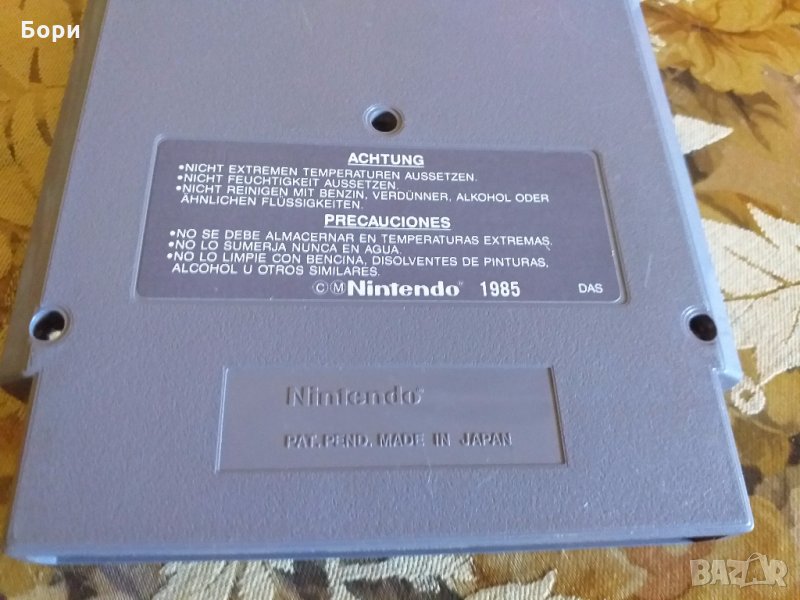 Бори
ACHTUNG
•NICHT EXTREMEN TEMPERATUREN AUSSETZEN.
•NICHT FEUCHTIGKEIT AUSSETZEN.
•NICHT REINIGEN MIT BENZIN, VERDÜNNER, ALKOHOL ODER
ÄHNLICHEN FLÜSSIGKEITEN.
PRECAUCIONES
•NO SE DEBE ALMACERNAR EN TEMPERATURAS EXTREMAS.
•NO LO SUMERJA NUNCA EN AGUA.
•NO LO LIMPIE CON BENCINA, DISOLVENTES DE PINTURAS,
ALCOHOL U OTROS SIMILARES.
ⒸⓂNintendo® 1985 DAS
Nintendo®
PAT. PEND. MADE IN JAPAN
BAZAR